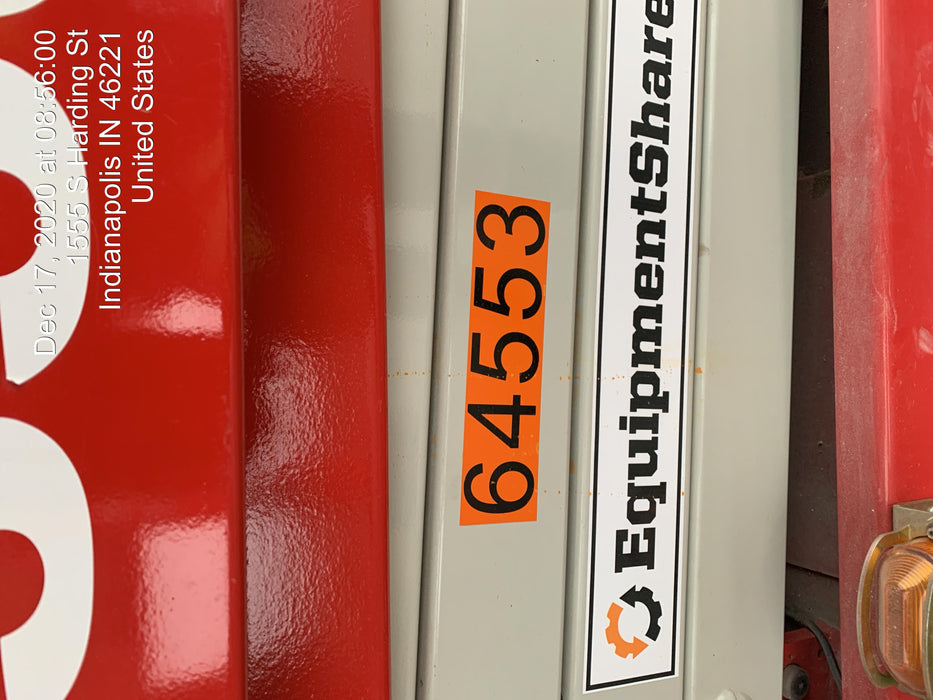 Dec 17, 2020 at 08:56:00
1555 S Harding St
Indianapolis IN 46221
United States
64553
EquipmentShare